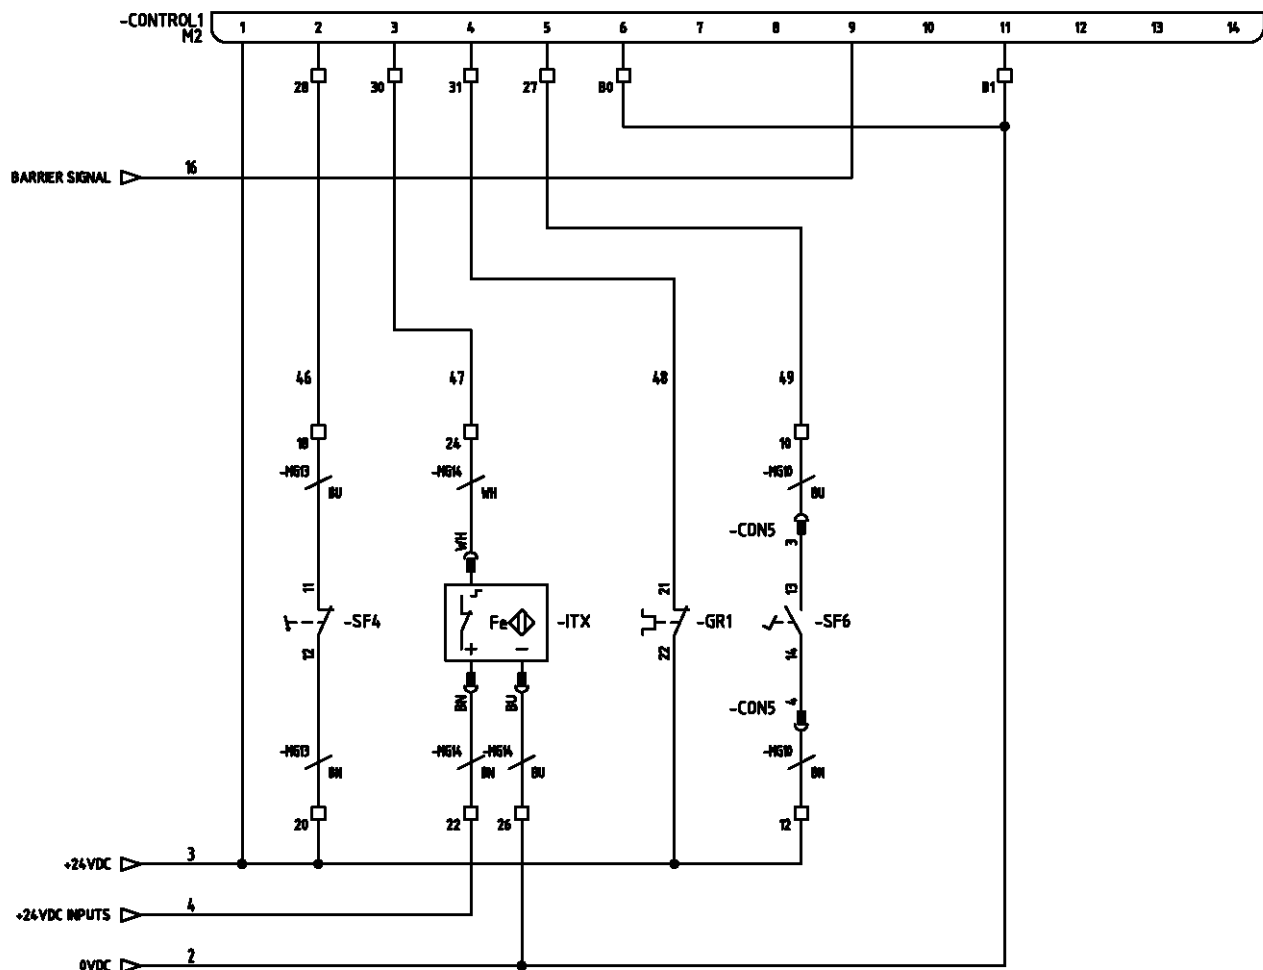 -CONTROL1
M2
1 2 3 4 5 6 7 8 9 10 11 12 13 14
28 30 31 27 B0 B1
BARRIER SIGNAL 16
46 47 48 49
18 24 10
-MG13 -MG14 -MG10
BU WH BU
-CON5
WH 3
11 21 13
-SF4 Fe -ITX -GR1 -SF6
+ −
12 22 14
BN BU 4
-CON5
-MG13 -MG14 -MG14 -MG10
BN BN BU BN
20 22 26 12
+24VDC 3
+24VDC INPUTS 4
0VDC 2